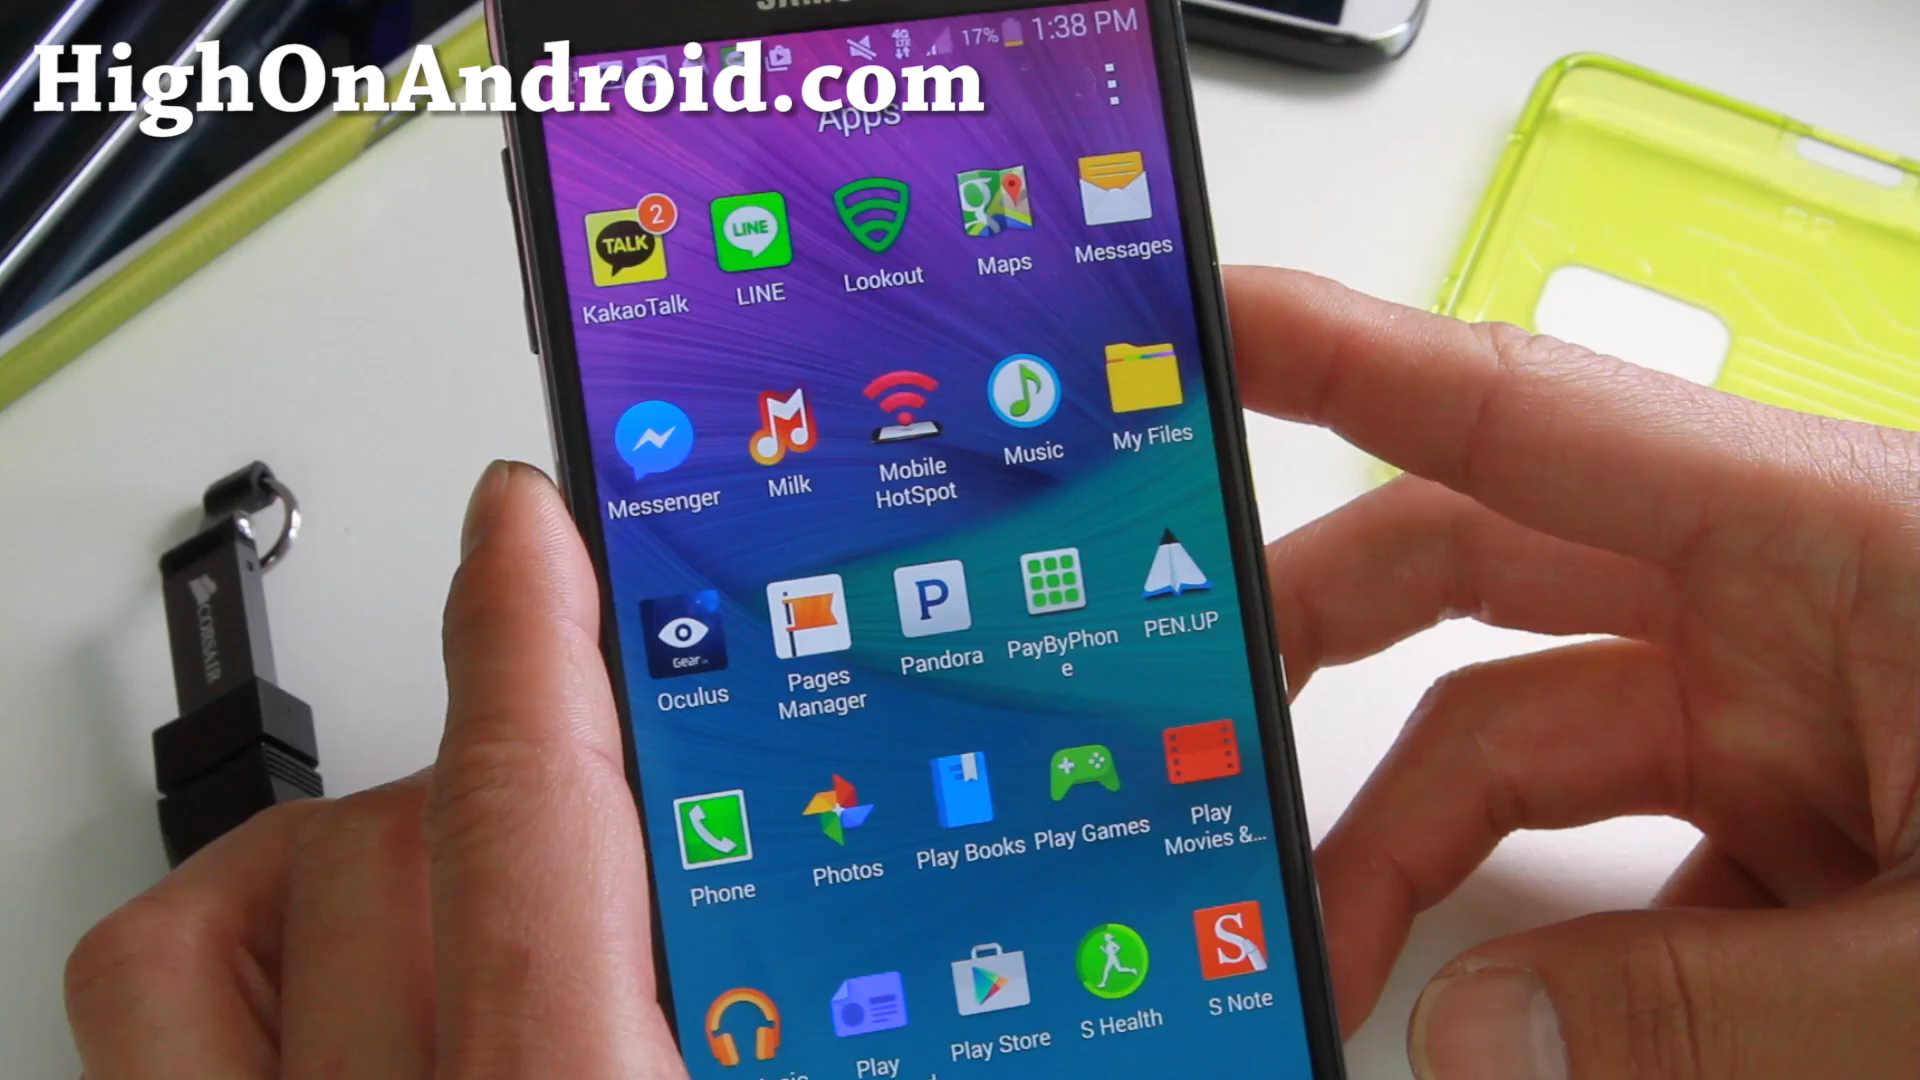 HighOnAndroid.com
17% 1:38 PM
Apps
2
TALK
LINE
KakaoTalk
LINE
Lookout
Maps
Messages
Messenger
Milk
Mobile
HotSpot
Music
My Files
Gear
Oculus
Pages
Manager
P
Pandora
PayByPhon
e
PEN.UP
CORSAIR
Phone
Photos
Play Books
Play Games
Play
Movies &...
Play
Play Store
S Health
S
S Note